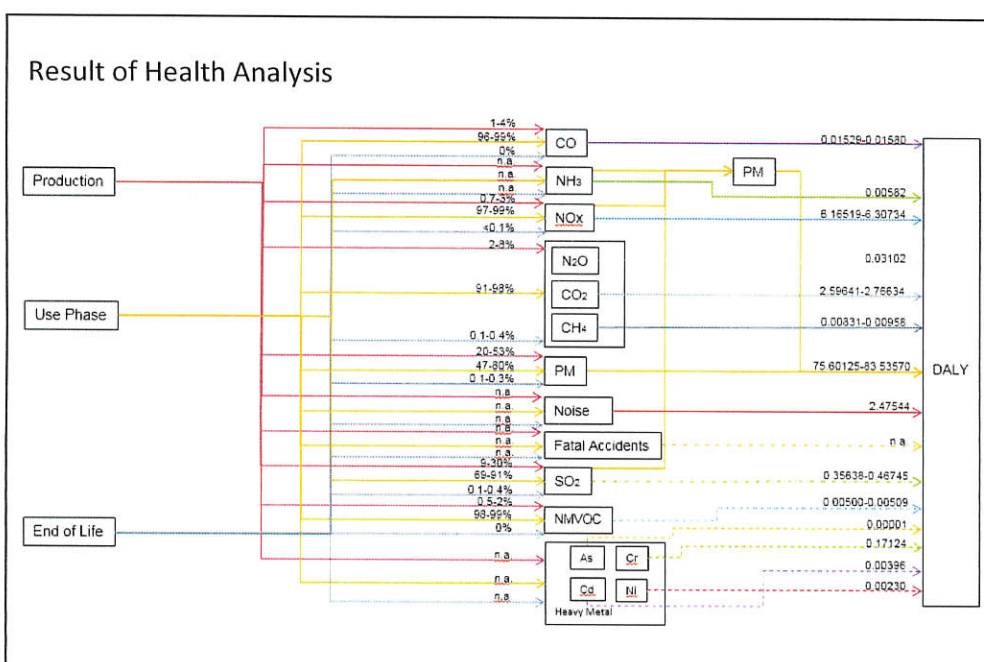 Result of Health Analysis
Production
Use Phase
End of Life
1-4%
96-99%
0%
n.a.
n.a.
n.a
0.7-3%
97-99%
<0.1%
2-8%
91-98%
0.1-0.4%
20-53%
47-80%
0.1-0.3%
n.a
n.a.
n.a.
n.a.
n.a.
n.a.
9-30%
69-91%
0.1-0.4%
0.5-2%
98-99%
0%
n.a.
n.a.
n.a.
CO
NH3
NOx
N2O
CO2
CH4
PM
Noise
Fatal Accidents
SO2
NMVOC
As
Cr
Cd
Ni
Heavy Metal
PM
0.01529-0.01580
0.00582
6.16519-6.30734
0.03102
2.59641-2.76634
0.00831-0.00958
75.60125-83.53570
2.47544
n.a
0.35638-0.46745
0.00500-0.00509
0.00001
0.17124
0.00396
0.00230
DALY